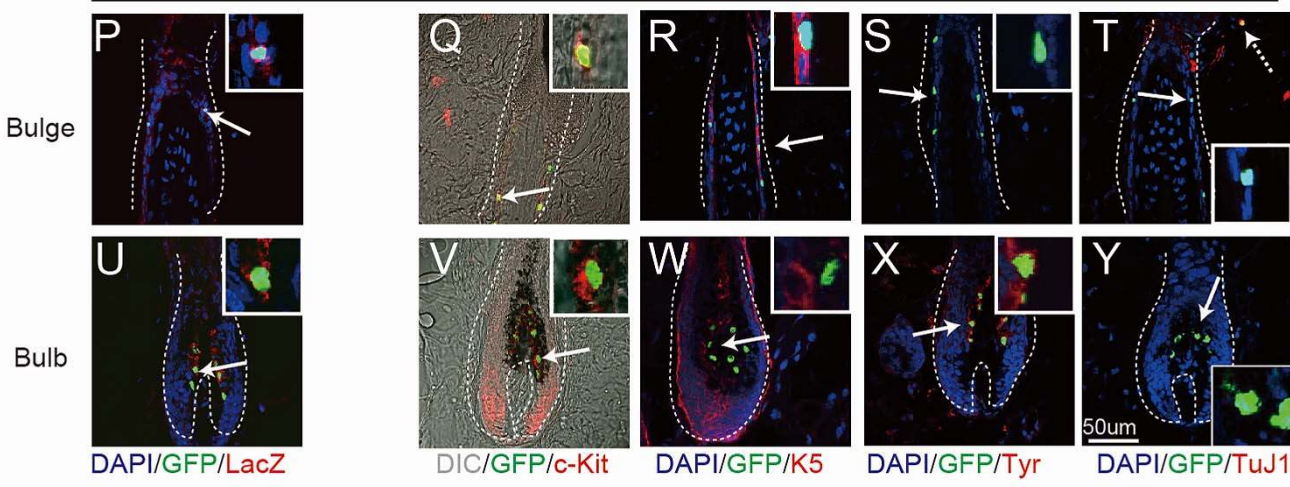 P Q R S T
Bulge
U V W X Y
Bulb
50um
DAPI/GFP/LacZ DIC/GFP/c-Kit DAPI/GFP/K5 DAPI/GFP/Tyr DAPI/GFP/TuJ1